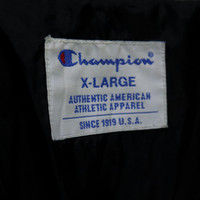 Champion
X-LARGE
AUTHENTIC AMERICAN
ATHLETIC APPAREL
SINCE 1919 U.S.A.